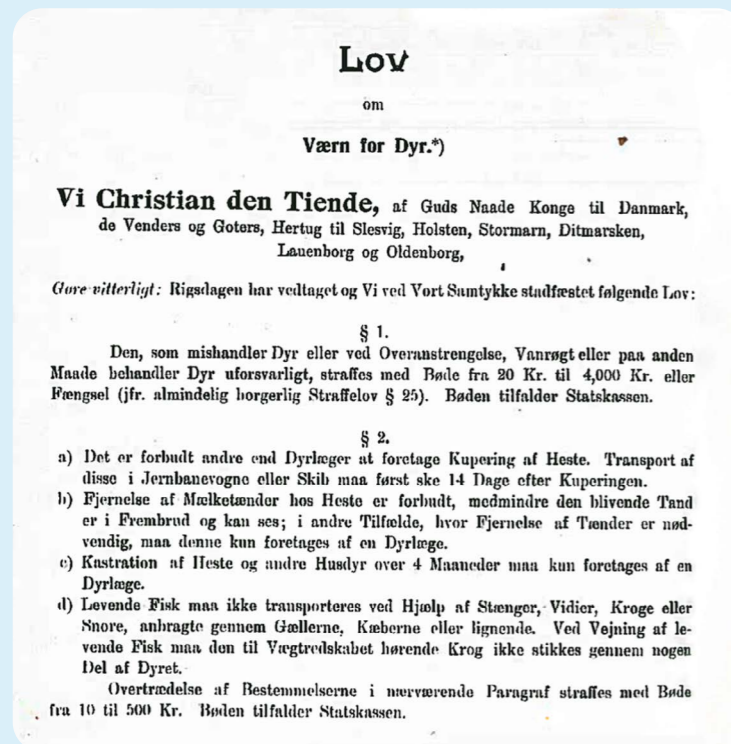 Lov
om
Værn for Dyr.*)
Vi Christian den Tiende, af Guds Naade Konge til Danmark,
de Venders og Goters, Hertug til Slesvig, Holsten, Stormarn, Ditmarsken,
Lauenborg og Oldenborg,
Gøre vitterligt: Rigsdagen har vedtaget og Vi ved Vort Samtykke stadfæstet følgende Lov:
§ 1.
Den, som mishandler Dyr eller ved Overanstrengelse, Vanrøgt eller paa anden
Maade behandler Dyr uforsvarligt, straffes med Bøde fra 20 Kr. til 4,000 Kr. eller
Fængsel (jfr. almindelig borgerlig Straffelov § 25). Bøden tilfalder Statskassen.
§ 2.
a) Det er forbudt andre end Dyrlæger at foretage Kupering af Heste. Transport af
disse i Jernbanevogne eller Skib maa først ske 14 Dage efter Kuperingen.
b) Fjernelse af Mælketænder hos Heste er forbudt, medmindre den blivende Tand
er i Frembrud og kan ses; i andre Tilfælde, hvor Fjernelse af Tænder er nød-
vendig, maa denne kun foretages af en Dyrlæge.
c) Kastration af Heste og andre Husdyr over 4 Maaneder maa kun foretages af en
Dyrlæge.
d) Levende Fisk maa ikke transporteres ved Hjælp af Stænger, Vidier, Kroge eller
Snore, anbragte gennem Gællerne, Kæberne eller lignende. Ved Vejning af le-
vende Fisk maa den til Vægtredskabet hørende Krog ikke stikkes gennem nogen
Del af Dyret.
Overtrædelse af Bestemmelserne i nærværende Paragraf straffes med Bøde
fra 10 til 500 Kr. Bøden tilfalder Statskassen.